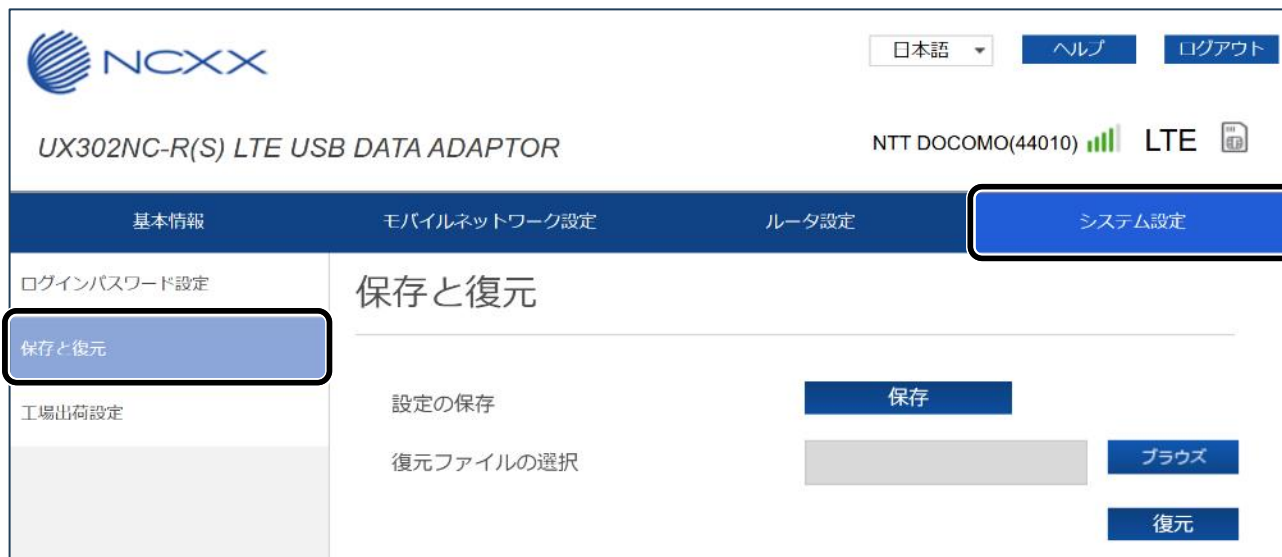 NCXX
日本語 ヘルプ ログアウト
UX302NC-R(S) LTE USB DATA ADAPTOR
NTT DOCOMO(44010) LTE
基本情報 モバイルネットワーク設定 ルータ設定 システム設定
ログインパスワード設定
保存と復元
工場出荷設定
保存と復元
設定の保存 保存
復元ファイルの選択 ブラウズ
復元